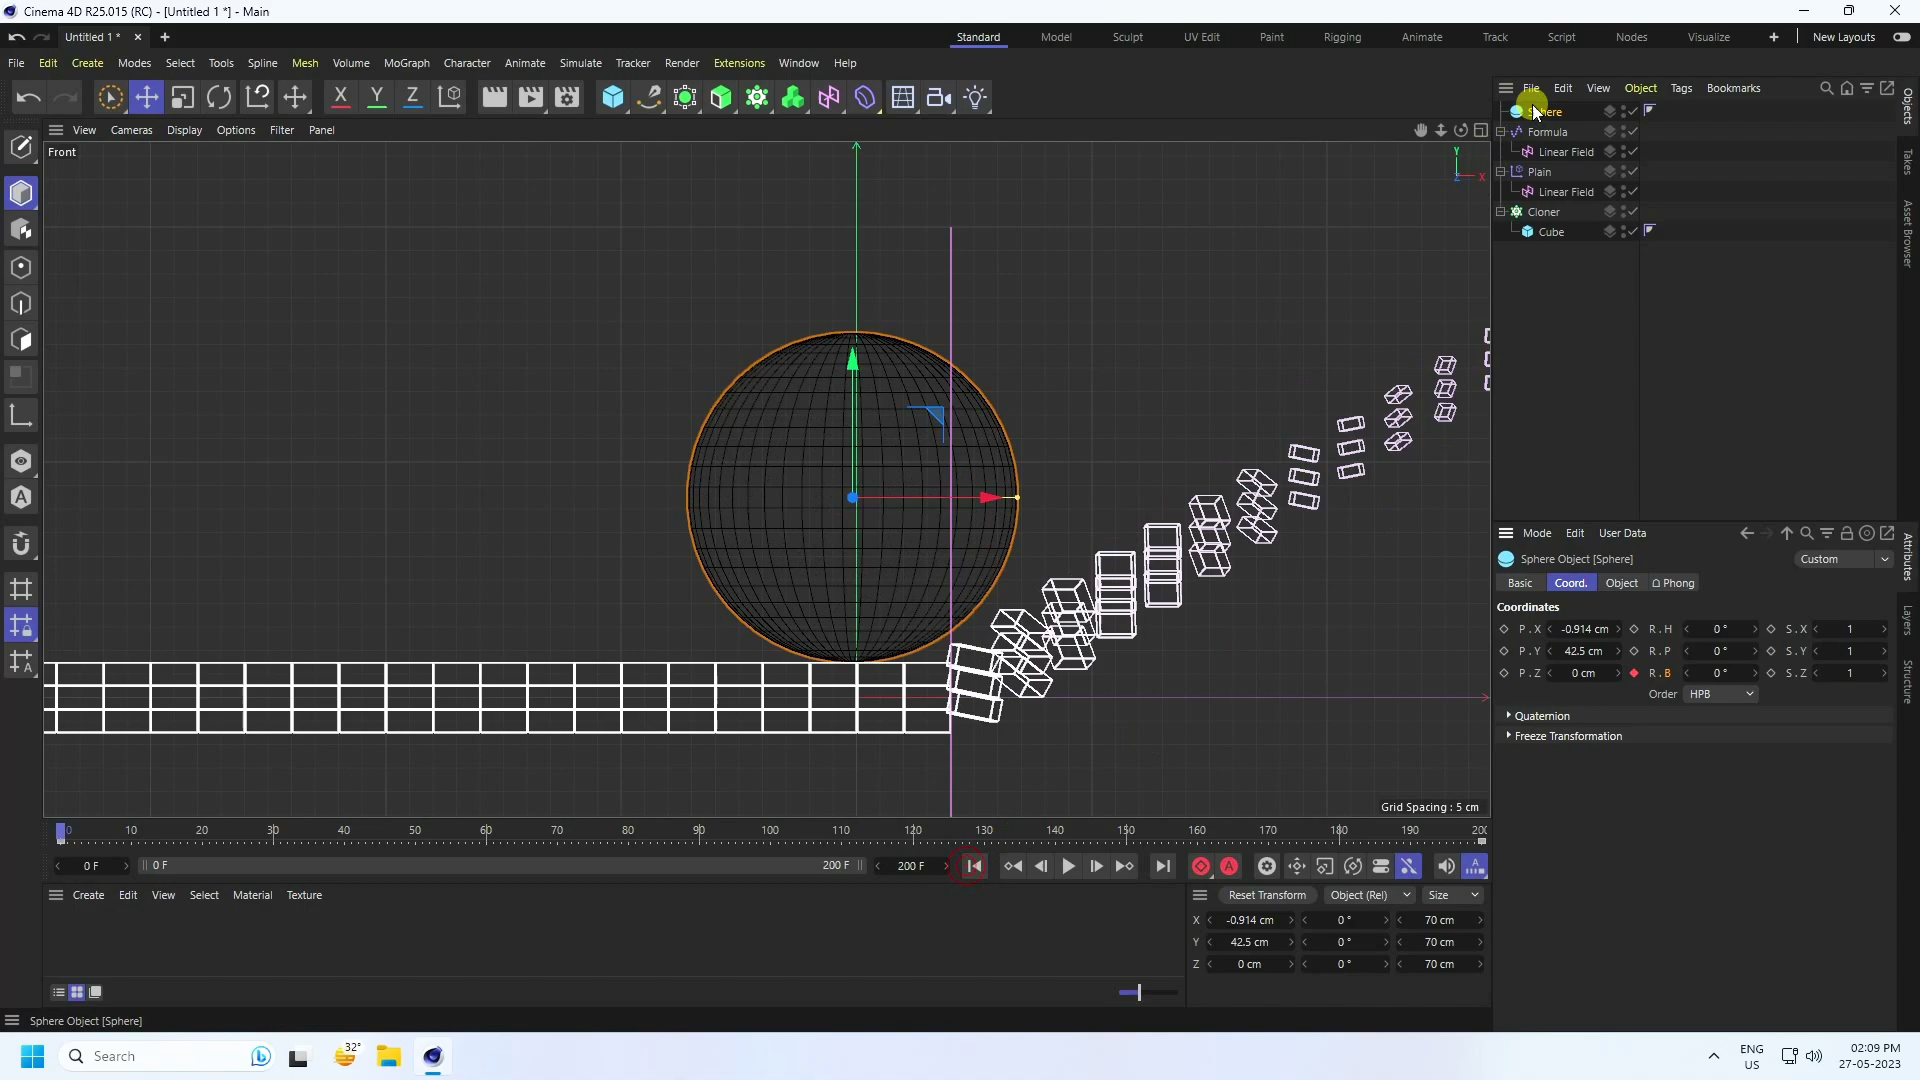 Cinema 4D R25.015 (RC) - [Untitled 1 *] - Main
Untitled 1 *
Standard Model Sculpt UV Edit Paint Rigging Animate Track Script Nodes Visualize New Layouts
File Edit Create Modes Select Tools Spline Mesh Volume MoGraph Character Animate Simulate Tracker Render Extensions Window Help
X Y Z
File Edit View Object Tags Bookmarks
View Cameras Display Options Filter Panel
Front
Y
X
Z
Formula
Linear Field
Plain
Linear Field
Cloner
Cube
Objects
Takes
Asset Browser
Mode Edit User Data
Sphere Object [Sphere]
Custom
Basic Coord. Object Phong
Coordinates
P . X -0.914 cm R . H 0° S . X 1
P . Y 42.5 cm R . P 0° S . Y 1
P . Z 0 cm R . B 0° S . Z 1
Order HPB
Quaternion
Freeze Transformation
Attributes
Layers
Structure
Grid Spacing : 5 cm
0 10 20 30 40 50 60 70 80 90 100 110 120 130 140 150 160 170 180 190 200
0 F 0 F 200 F 200 F
Create Edit View Select Material Texture
Reset Transform Object (Rel) Size
X -0.914 cm 0° 70 cm
Y 42.5 cm 0° 70 cm
Z 0 cm 0° 70 cm
Sphere Object [Sphere]
Search
32°
ENG
US
02:09 PM
27-05-2023